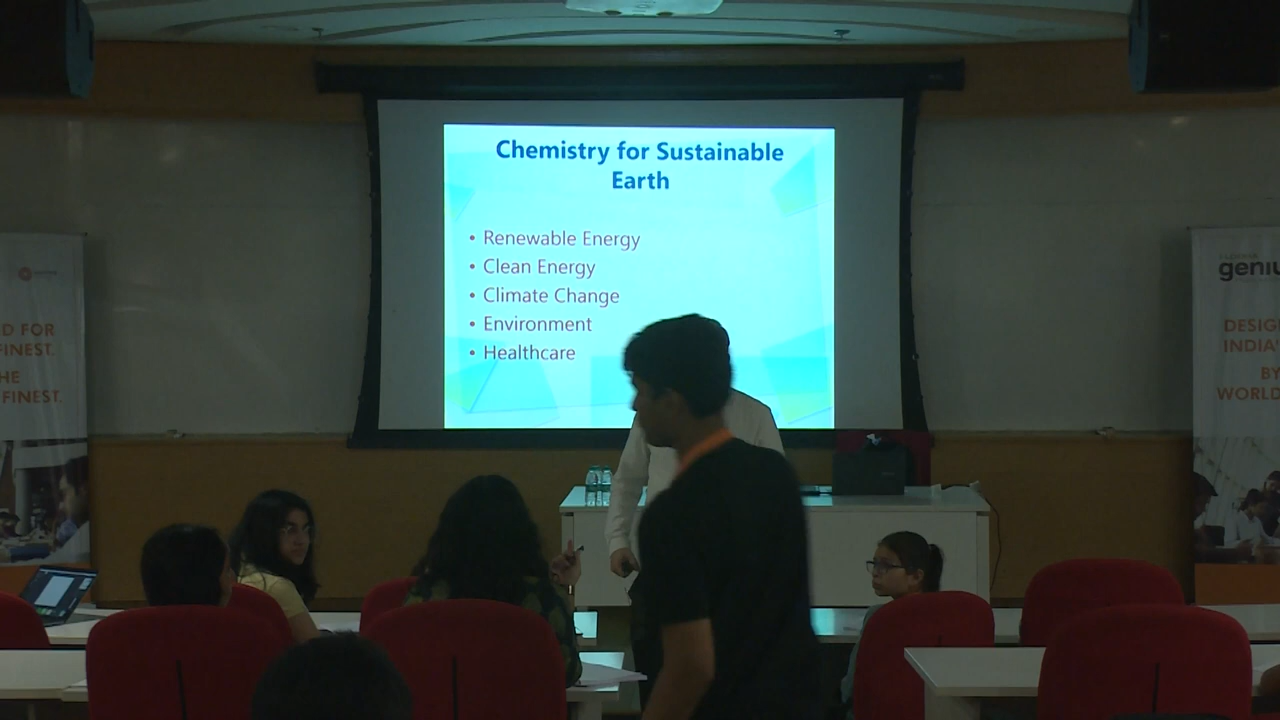 Chemistry for Sustainable
Earth
• Renewable Energy
• Clean Energy
• Climate Change
• Environment
• Healthcare
D FOR
FINEST.
HE
FINEST.
geniu
DESIG
INDIA'
BY
WORLD